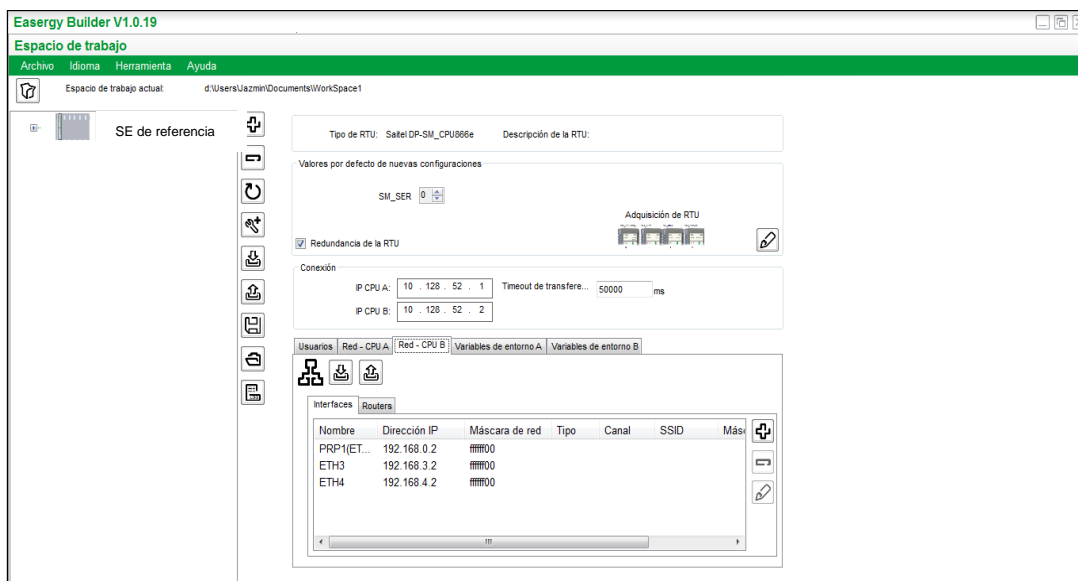 Easergy Builder V1.0.19
Espacio de trabajo
Archivo Idioma Herramienta Ayuda
Espacio de trabajo actual: d:\Users\Jazmin\Documents\WorkSpace1
SE de referencia
Tipo de RTU: Saitel DP-SM_CPU866e Descripción de la RTU:
Valores por defecto de nuevas configuraciones
SM_SER 0
Adquisición de RTU
Redundancia de la RTU
Conexión
IP CPU A: 10 . 128 . 52 . 1 Timeout de transfere... 50000 ms
IP CPU B: 10 . 128 . 52 . 2
Usuarios Red - CPU A Red - CPU B Variables de entorno A Variables de entorno B
Interfaces Routers
Nombre Dirección IP Máscara de red Tipo Canal SSID Másc
PRP1(ET... 192.168.0.2 ffffff00
ETH3 192.168.3.2 ffffff00
ETH4 192.168.4.2 ffffff00